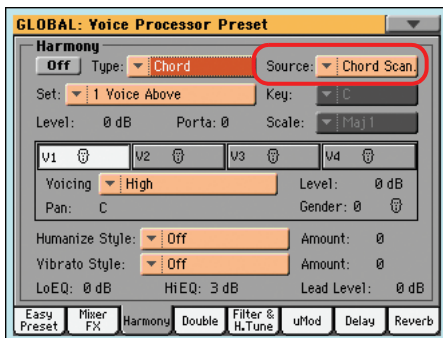 GLOBAL: Voice Processor Preset
Harmony
Off Type: Chord Source: Chord Scan.
Set: 1 Voice Above Key: C
Level: 0 dB Porta: 0 Scale: Maj1
V1 V2 V3 V4
Voicing High Level: 0 dB
Pan: C Gender: 0
Humanize Style: Off Amount: 0
Vibrato Style: Off Amount: 0
LoEQ: 0 dB HiEQ: 3 dB Lead Level: 0 dB
Easy Preset Mixer FX Harmony Double Filter & H.Tune uMod Delay Reverb